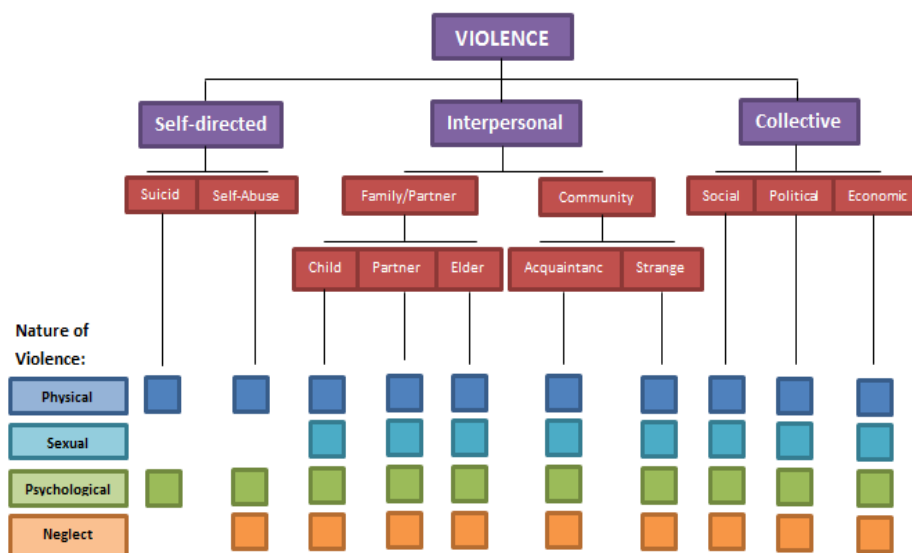 VIOLENCE
Self-directed
Interpersonal
Collective
Suicid
Self-Abuse
Family/Partner
Community
Social
Political
Economic
Child
Partner
Elder
Acquaintanc
Strange
Nature of
Violence:
Physical
Sexual
Psychological
Neglect